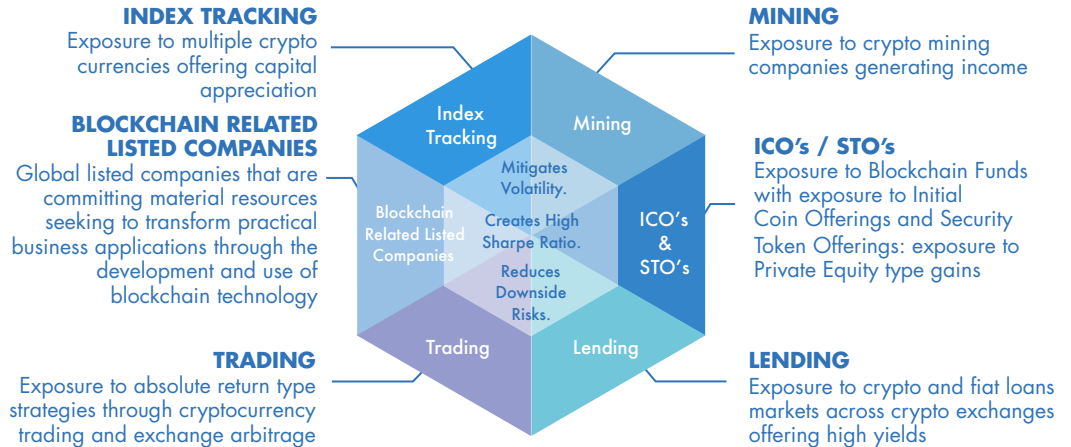 INDEX TRACKING
Exposure to multiple crypto
currencies offering capital
appreciation
BLOCKCHAIN RELATED
LISTED COMPANIES
Global listed companies that are
committing material resources
seeking to transform practical
business applications through the
development and use of
blockchain technology
TRADING
Exposure to absolute return type
strategies through cryptocurrency
trading and exchange arbitrage
Index
Tracking
Mining
Blockchain
Related Listed
Companies
Mitigates
Volatility.
Creates High
Sharpe Ratio.
Reduces
Downside
Risks.
ICO's
&
STO's
Trading
Lending
MINING
Exposure to crypto mining
companies generating income
ICO's / STO's
Exposure to Blockchain Funds
with exposure to Initial
Coin Offerings and Security
Token Offerings: exposure to
Private Equity type gains
LENDING
Exposure to crypto and fiat loans
markets across crypto exchanges
offering high yields